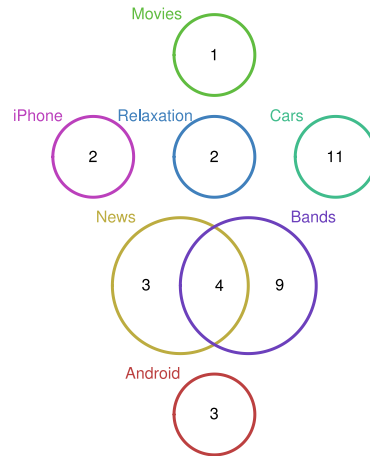 Movies
1
iPhone Relaxation Cars
2 2 11
News Bands
3 4 9
Android
3